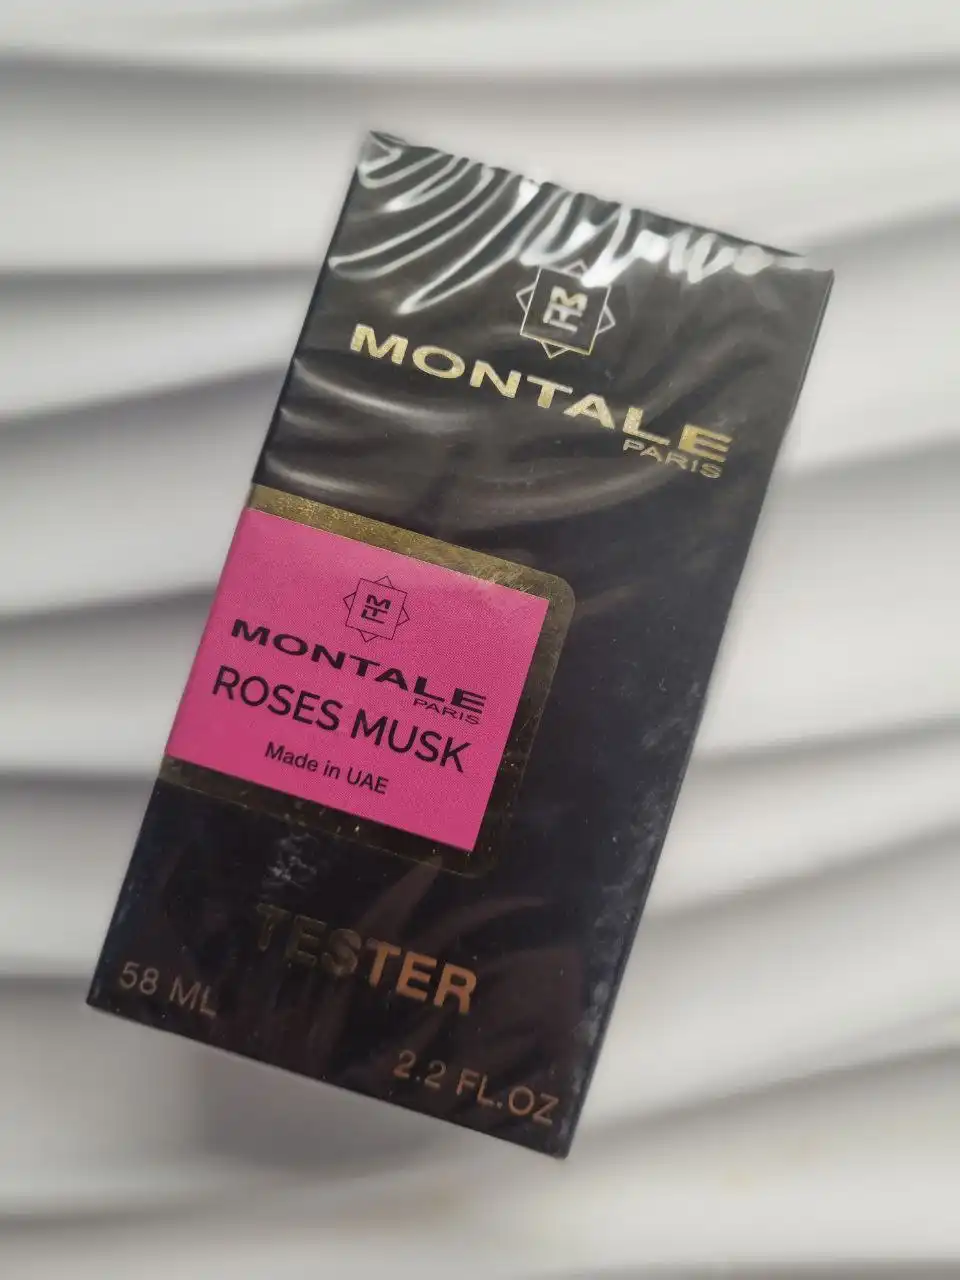 MONTALE
PARIS
MONTALE
PARIS
ROSES MUSK
Made in UAE
TESTER
58 ML
2.2 FL.OZ